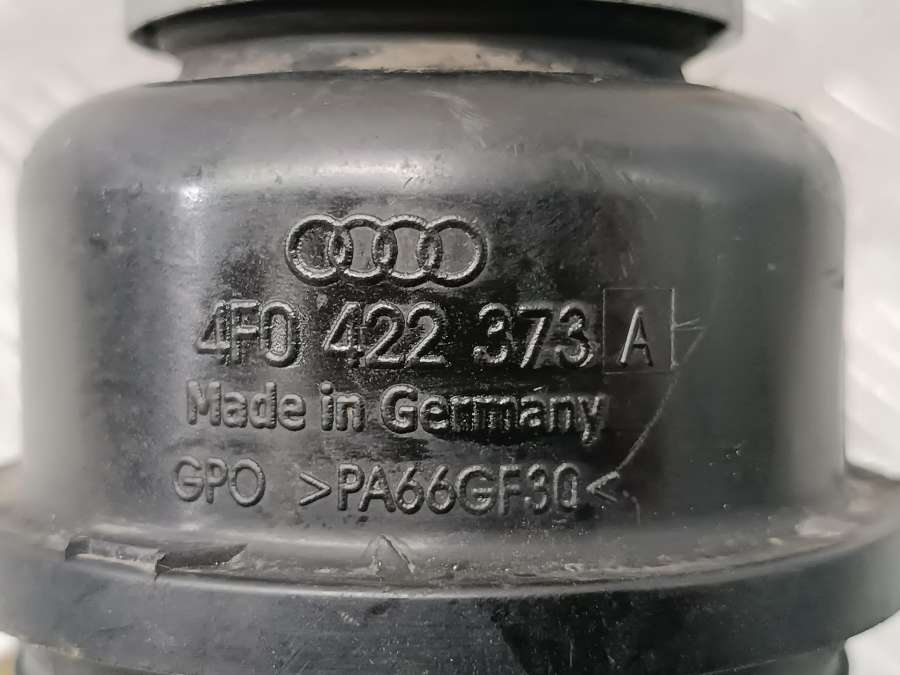 4F0 422 373 A
Made in Germany
GPO >PA66GF30<